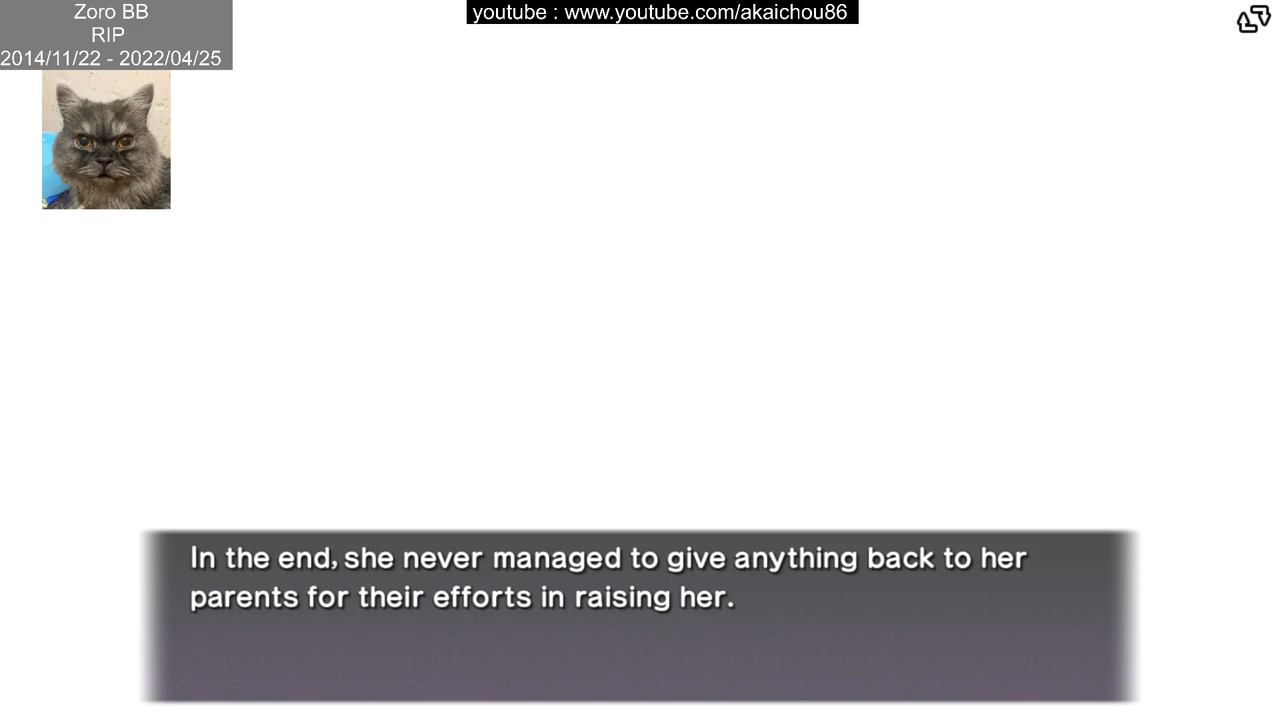 Zoro BB
RIP
2014/11/22 - 2022/04/25
youtube : www.youtube.com/akaichou86
In the end, she never managed to give anything back to her
parents for their efforts in raising her.